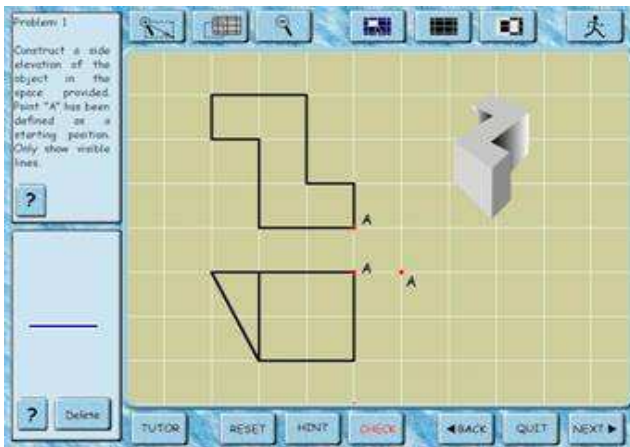 Problem 1
Construct a side
elevation of the
object in the
space provided.
Point "A" has been
defined as a
starting position.
Only show visible
lines.
?
A
A
A
?
Delete
TUTOR
RESET
HINT
CHECK
◄BACK
QUIT
NEXT►